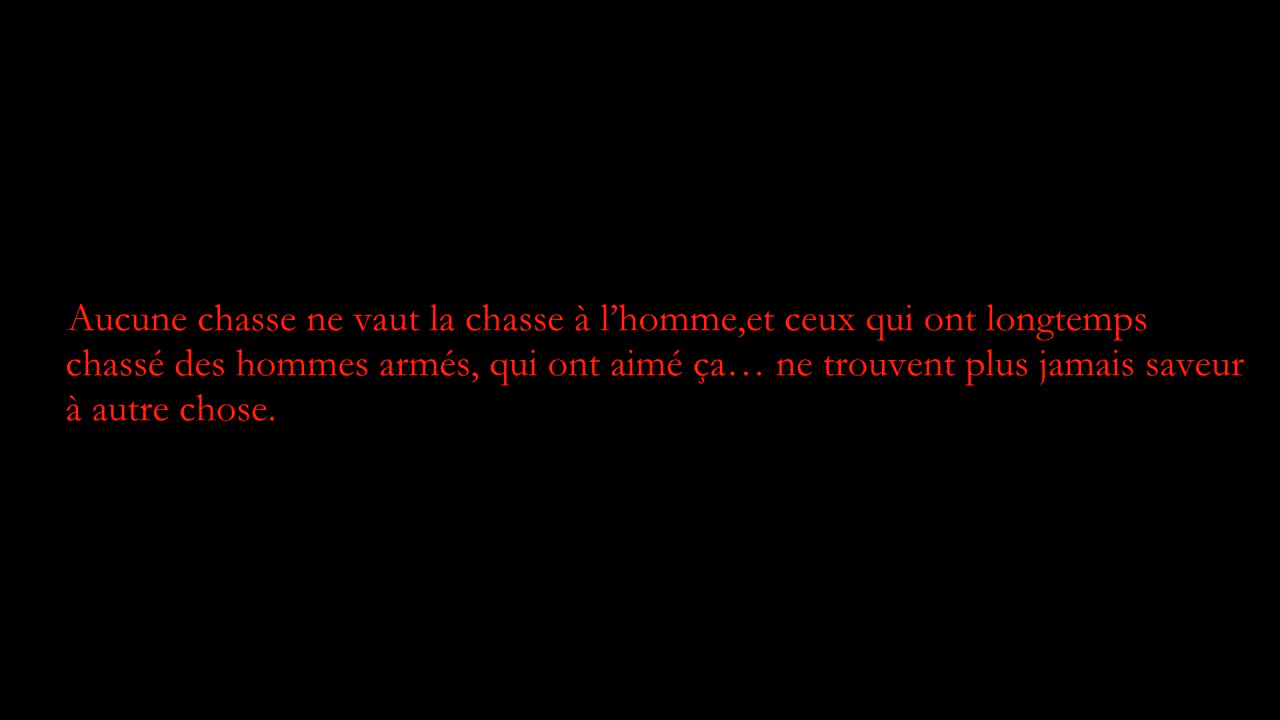 Aucune chasse ne vaut la chasse à l’homme,et ceux qui ont longtemps
chassé des hommes armés, qui ont aimé ça… ne trouvent plus jamais saveur
à autre chose.